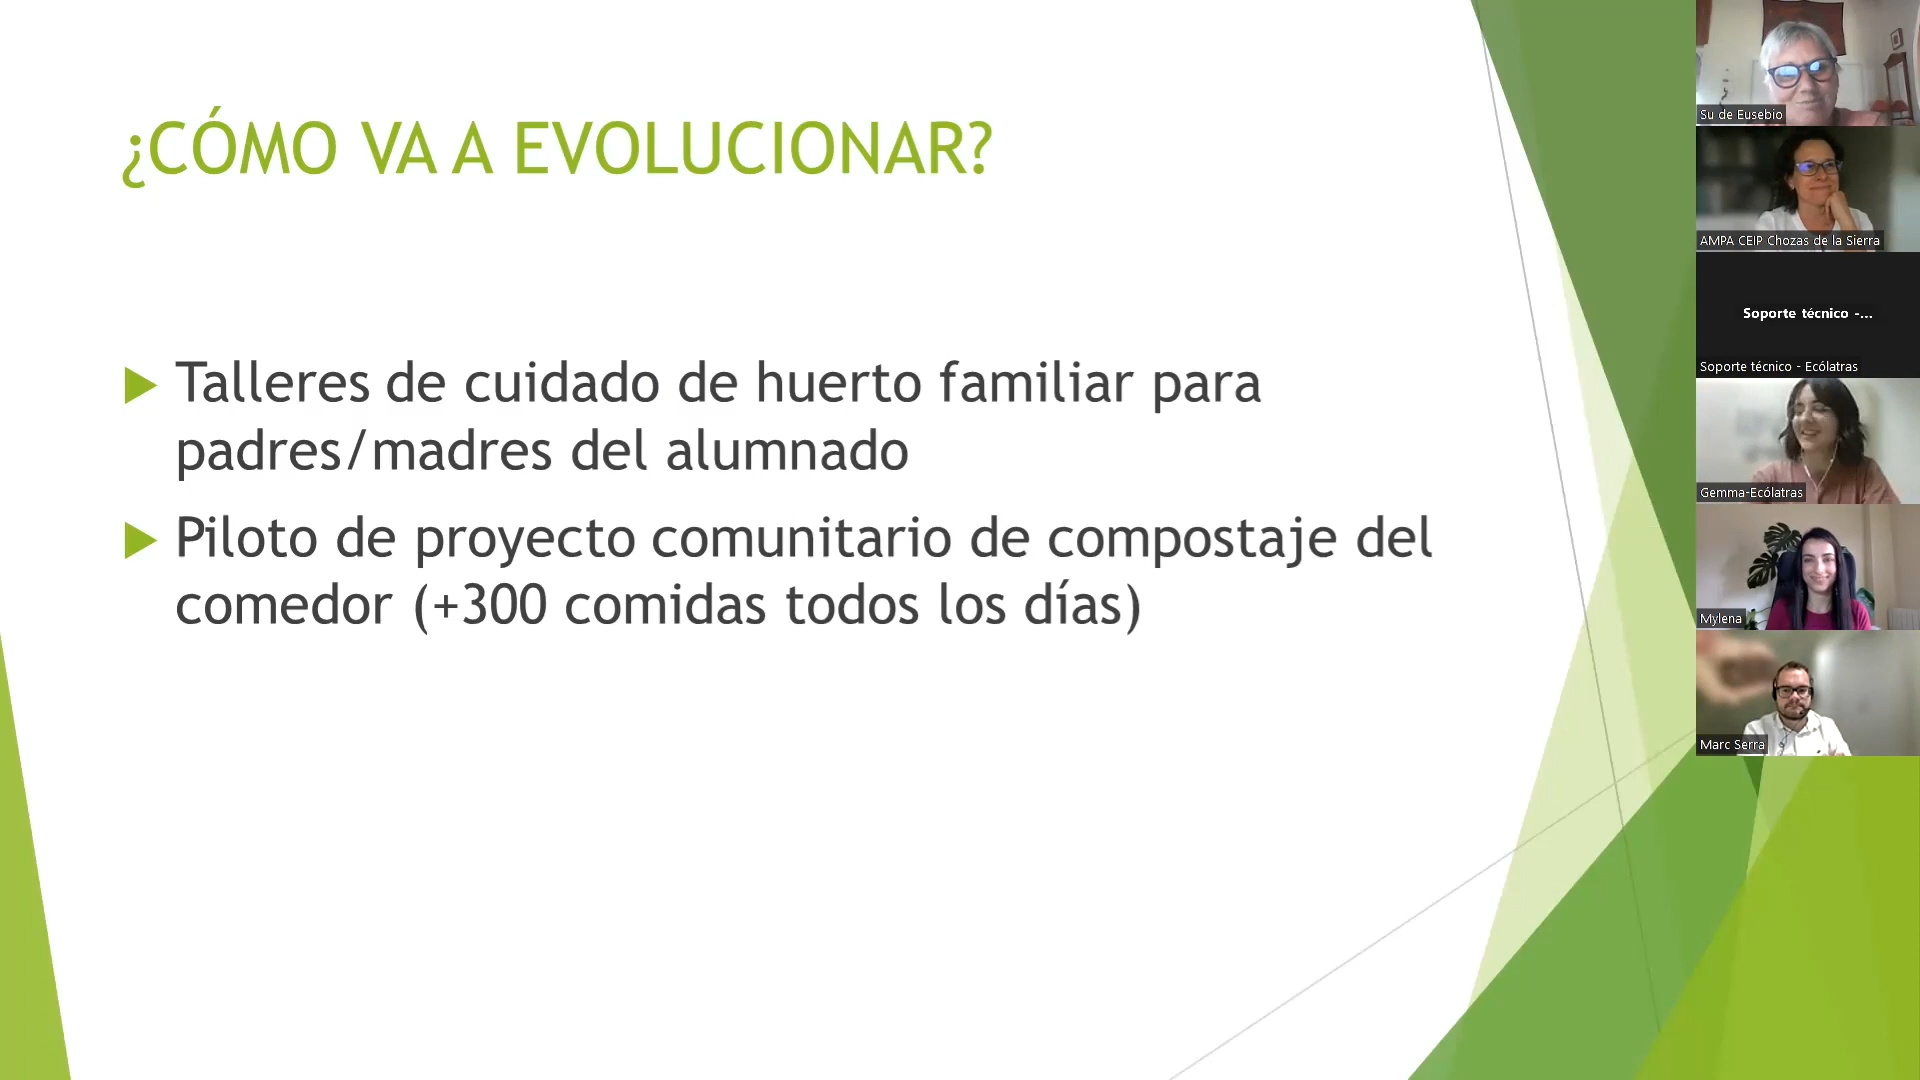 ¿CÓMO VA A EVOLUCIONAR?
Talleres de cuidado de huerto familiar para
padres/madres del alumnado
Piloto de proyecto comunitario de compostaje del
comedor (+300 comidas todos los días)
Su de Eusebio
AMPA CEIP Chozas de la Sierra
Soporte técnico -...
Soporte técnico - Ecólatras
Gemma-Ecólatras
Mylena
Marc Serra